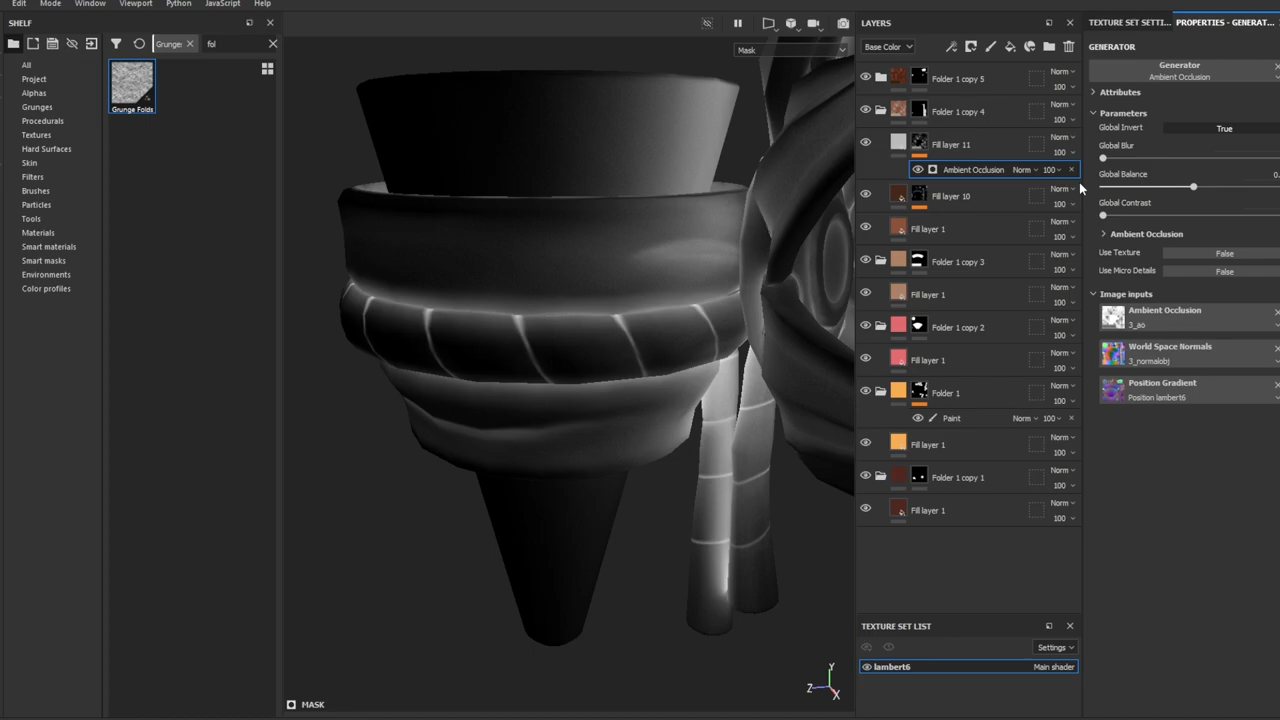 Edit Mode Window Viewport Python JavaScript Help
SHELF
Grunge fol
All
Project
Alphas
Grunges
Procedurals
Textures
Hard Surfaces
Skin
Filters
Brushes
Particles
Tools
Materials
Smart materials
Smart masks
Environments
Color profiles
Grunge Folds
Mask
MASK
Y
Z
X
LAYERS
Base Color
Folder 1 copy 5 Norm
100
Folder 1 copy 4 Norm
100
Fill layer 11 Norm
100
Ambient Occlusion Norm 100
Fill layer 10 Norm
100
Fill layer 1 Norm
100
Folder 1 copy 3 Norm
100
Fill layer 1 Norm
100
Folder 1 copy 2 Norm
100
Fill layer 1 Norm
100
Folder 1 Norm
100
Paint Norm 100
Fill layer 1 Norm
100
Folder 1 copy 1 Norm
100
Fill layer 1 Norm
100
TEXTURE SET LIST
Settings
lambert6 Main shader
TEXTURE SET SETTI... PROPERTIES - GENERAT...
GENERATOR
Generator
Ambient Occlusion
Attributes
Parameters
Global Invert True
Global Blur
Global Balance 0.
Global Contrast
Ambient Occlusion
Use Texture False
Use Micro Details False
Image inputs
Ambient Occlusion
3_ao
World Space Normals
3_normalobj
Position Gradient
Position lambert6